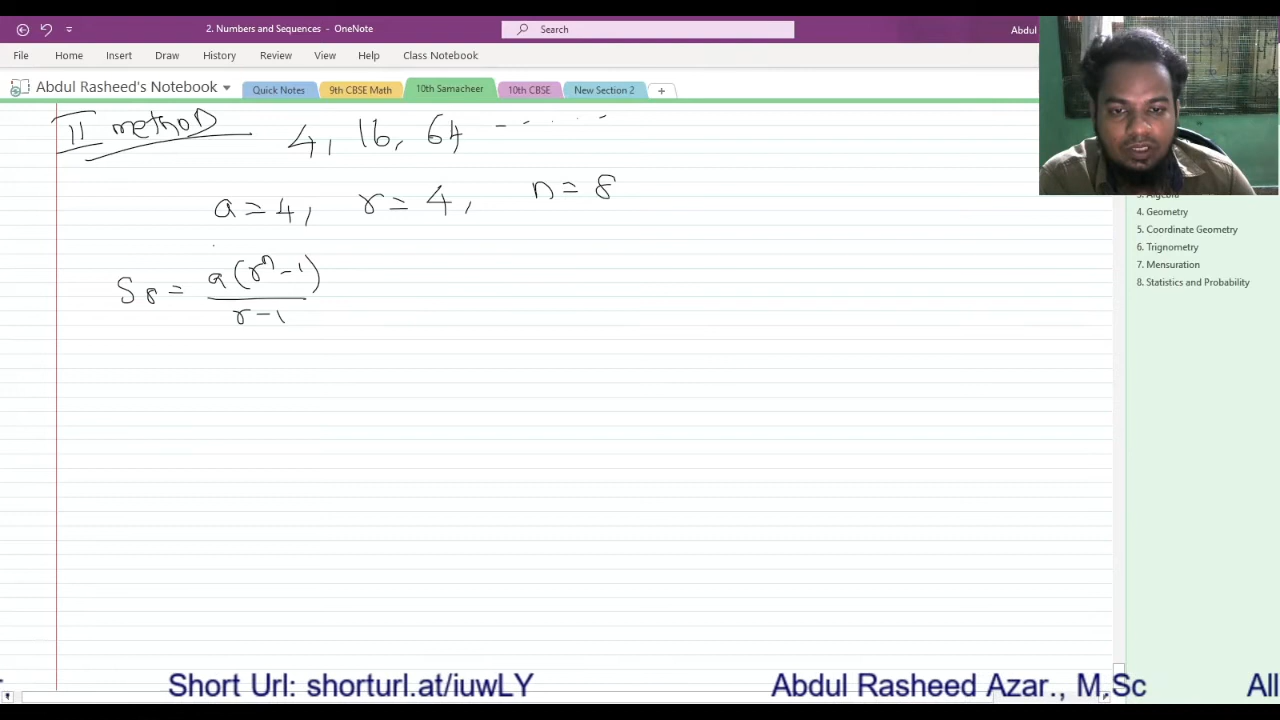 2. Numbers and Sequences - OneNote
Search
Abdul
File Home Insert Draw History Review View Help Class Notebook
Abdul Rasheed's Notebook
Quick Notes 9th CBSE Math 10th Samacheer 10th CBSE New Section 2 +
II method 4, 16, 64 - . . .
a = 4, r = 4, n = 8
S8 = a(r^n - 1)
r - 1
3. Algebra
4. Geometry
5. Coordinate Geometry
6. Trignometry
7. Mensuration
8. Statistics and Probability
Short Url: shorturl.at/iuwLY Abdul Rasheed Azar., M.Sc All